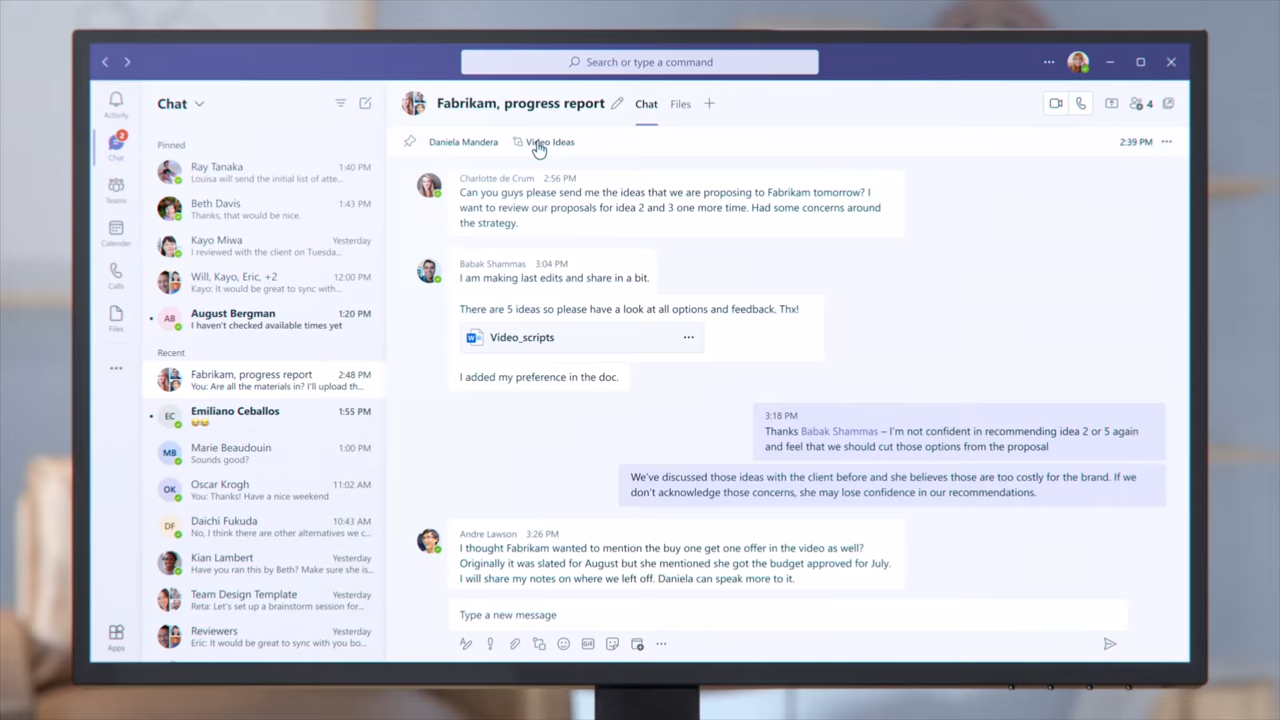 Search or type a command
Activity
2
Chat
Teams
Calender
Calls
Files
Apps
Chat
Pinned
Ray Tanaka 1:40 PM
Louisa will send the initial list of atte...
Beth Davis 1:43 PM
Thanks, that would be nice.
Kayo Miwa Yesterday
I reviewed with the client on Tuesda...
Will, Kayo, Eric, +2 12:00 PM
Kayo: It would be great to sync with...
AB August Bergman 1:20 PM
I haven't checked available times yet
Recent
Fabrikam, progress report 2:48 PM
You: Are all the materials in? I'll upload th...
EC Emiliano Ceballos 1:55 PM
MB Marie Beaudouin 1:00 PM
Sounds good?
OK Oscar Krogh 11:02 AM
You: Thanks! Have a nice weekend
DF Daichi Fukuda 10:43 AM
No, I think there are other alternatives we c...
Kian Lambert Yesterday
Have you ran this by Beth? Make sure she is...
Team Design Template Yesterday
Reta: Let's set up a brainstorm session for...
Reviewers Yesterday
Eric: It would be great to sync with you bo...
Fabrikam, progress report Chat Files 4
Daniela Mandera Video Ideas 2:39 PM
Charlotte de Crum 2:56 PM
Can you guys please send me the ideas that we are proposing to Fabrikam tomorrow? I
want to review our proposals for idea 2 and 3 one more time. Had some concerns around
the strategy.
Babak Shammas 3:04 PM
I am making last edits and share in a bit.
There are 5 ideas so please have a look at all options and feedback. Thx!
W Video_scripts
I added my preference in the doc.
3:18 PM
Thanks Babak Shammas – I'm not confident in recommending idea 2 or 5 again
and feel that we should cut those options from the proposal
We've discussed those ideas with the client before and she believes those are too costly for the brand. If we
don't acknowledge those concerns, she may lose confidence in our recommendations.
Andre Lawson 3:26 PM
I thought Fabrikam wanted to mention the buy one get one offer in the video as well?
Originally it was slated for August but she mentioned she got the budget approved for July.
I will share my notes on where we left off. Daniela can speak more to it.
Type a new message
GIF